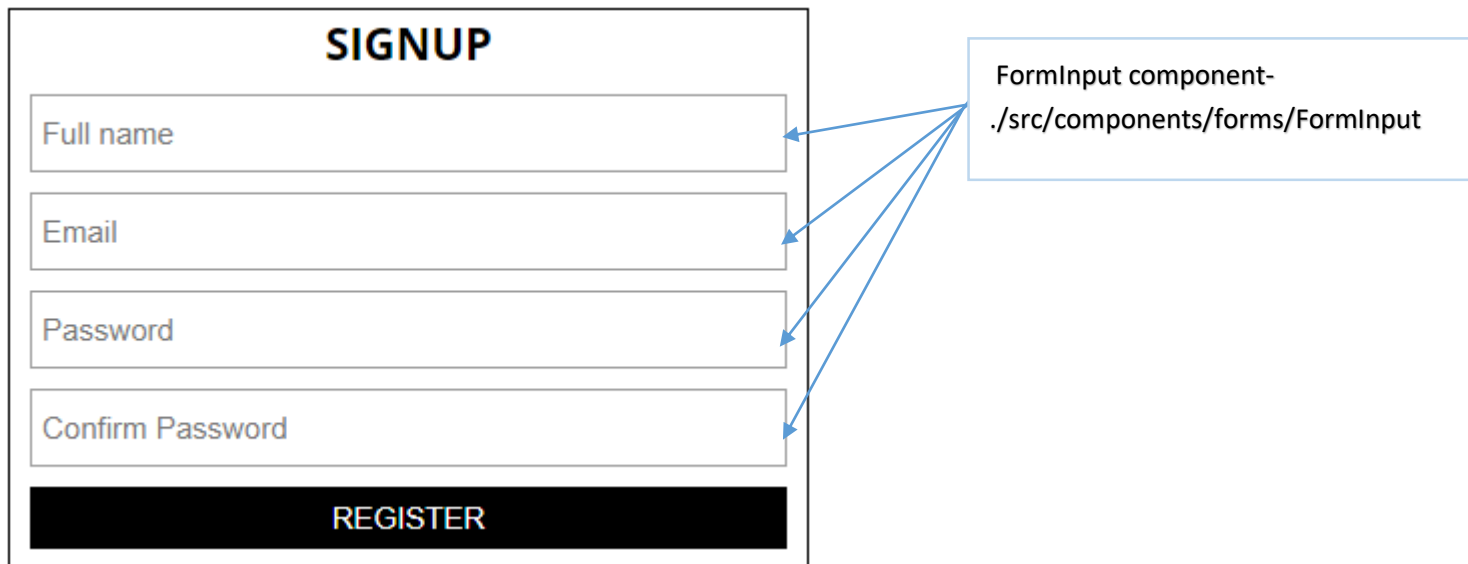 SIGNUP
Full name
Email
Password
Confirm Password
REGISTER
FormInput component-
./src/components/forms/FormInput